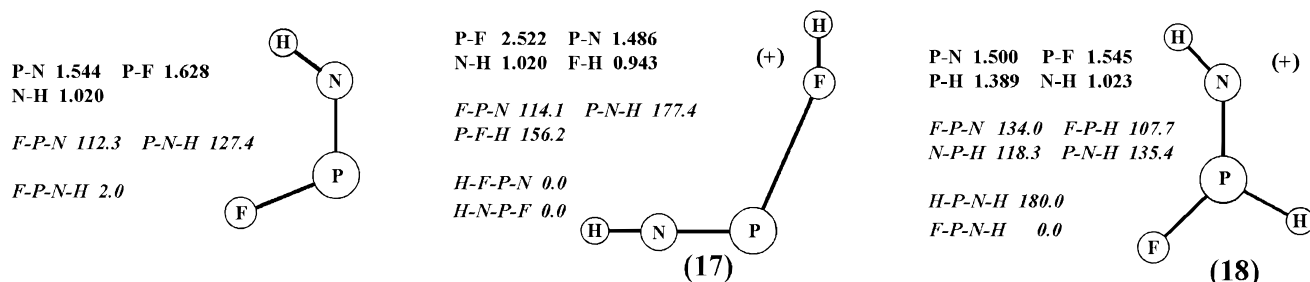 P-N 1.544 P-F 1.628
N-H 1.020
F-P-N 112.3 P-N-H 127.4
F-P-N-H 2.0
H
N
P
F
P-F 2.522 P-N 1.486
N-H 1.020 F-H 0.943
(+)
F-P-N 114.1 P-N-H 177.4
P-F-H 156.2
H-F-P-N 0.0
H-N-P-F 0.0
H
F
H N P
(17)
P-N 1.500 P-F 1.545
P-H 1.389 N-H 1.023
(+)
F-P-N 134.0 F-P-H 107.7
N-P-H 118.3 P-N-H 135.4
H-P-N-H 180.0
F-P-N-H 0.0
H
N
P
F H
(18)